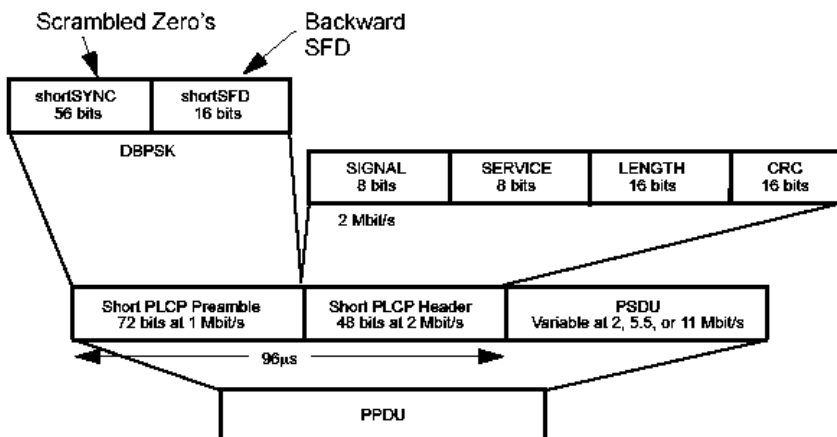 Scrambled Zero's
Backward
SFD
shortSYNC
56 bits
shortSFD
16 bits
DBPSK
SIGNAL
8 bits
SERVICE
8 bits
LENGTH
16 bits
CRC
16 bits
2 Mbit/s
Short PLCP Preamble
72 bits at 1 Mbit/s
Short PLCP Header
48 bits at 2 Mbit/s
PSDU
Variable at 2, 5.5, or 11 Mbit/s
96µs
PPDU